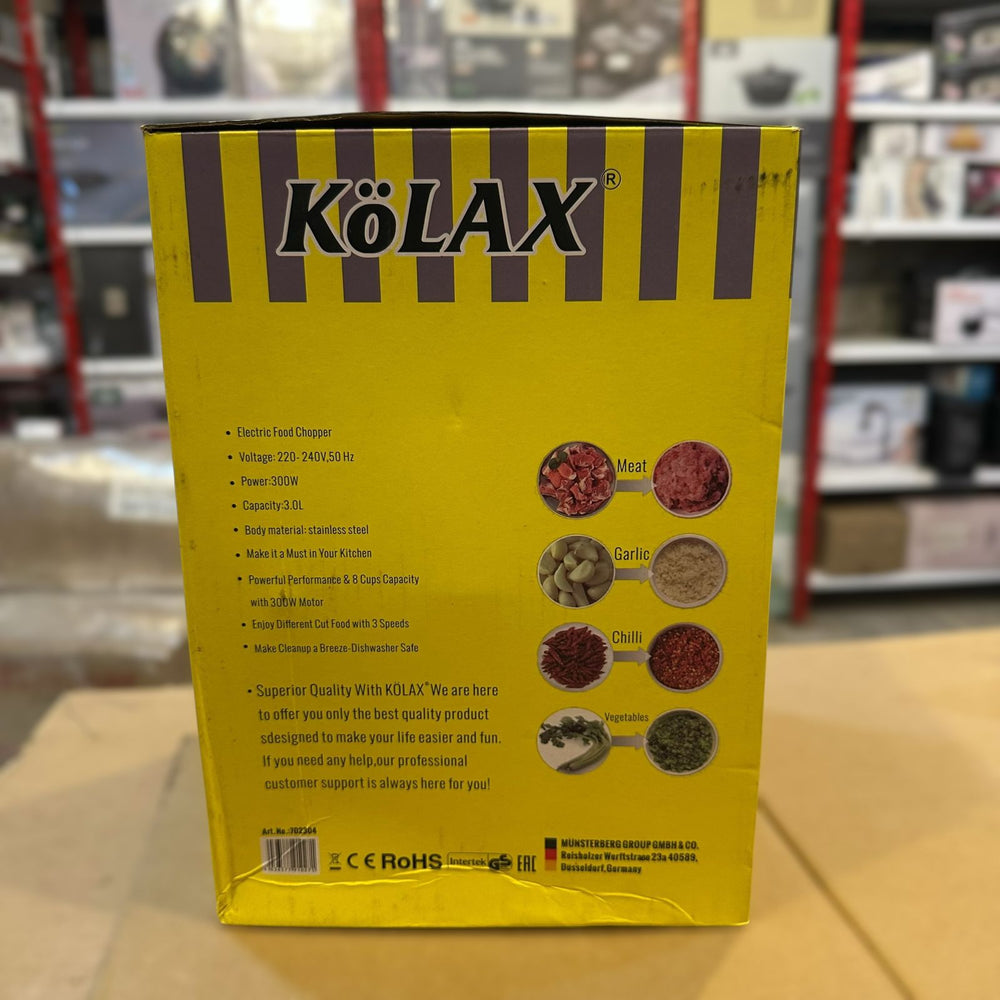 KöLAX®
• Electric Food Chopper
• Voltage: 220- 240V,50 Hz
• Power:300W
• Capacity:3.0L
• Body material: stainless steel
• Make it a Must in Your Kitchen
• Powerful Performance & 8 Cups Capacity
with 300W Motor
• Enjoy Different Cut Food with 3 Speeds
• Make Cleanup a Breeze-Dishwasher Safe
• Superior Quality With KÖLAX® We are here
to offer you only the best quality product
sdesigned to make your life easier and fun.
If you need any help,our professional
customer support is always here for you!
Meat
Garlic
Chilli
Vegetables
Art.No.:702304
CE RoHS Intertek GS EAC
MÜNSTERBERG GROUP GMBH & CO.
Reisholzer Werftstrasse 23a 40589,
Dusseldorf,Germany